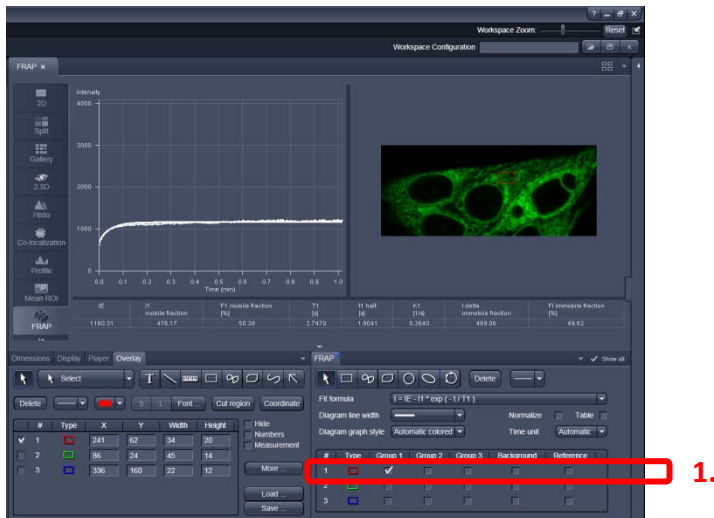 Workspace Zoom: Reset
Workspace Configuration
FRAP ×
2D
Split
Gallery
2.5D
Histo
Co-localization
Profile
Mean ROI
FRAP
Intensity
4000
3000
2000
1000
0
0.0 0.1 0.2 0.3 0.4 0.5 0.6 0.7 0.8 0.9 1.0
Time (min)
IE I1 mobile fraction F1 mobile fraction [%] T1 [s] I1 half [s] K1 [1/s] I delta immobile fraction FI immobile fraction [%]
1160.31 476.17 50.38 2.7470 1.9041 0.3640 469.06 49.62
Dimensions Display Player Overlay
Select T
Delete S L Font... Cut region Coordinate
# Type X Y Width Height
1 241 62 34 20
2 86 24 45 14
3 336 160 22 12
Hide
Numbers
Measurement
More ...
Load ...
Save ...
FRAP Show all
Delete
Fit formula I = IE - I1 * exp ( -t / T1 )
Diagram line width Normalize Table
Diagram graph style Automatic colored Time unit Automatic
# Type Group 1 Group 2 Group 3 Background Reference
1
2
3
1.